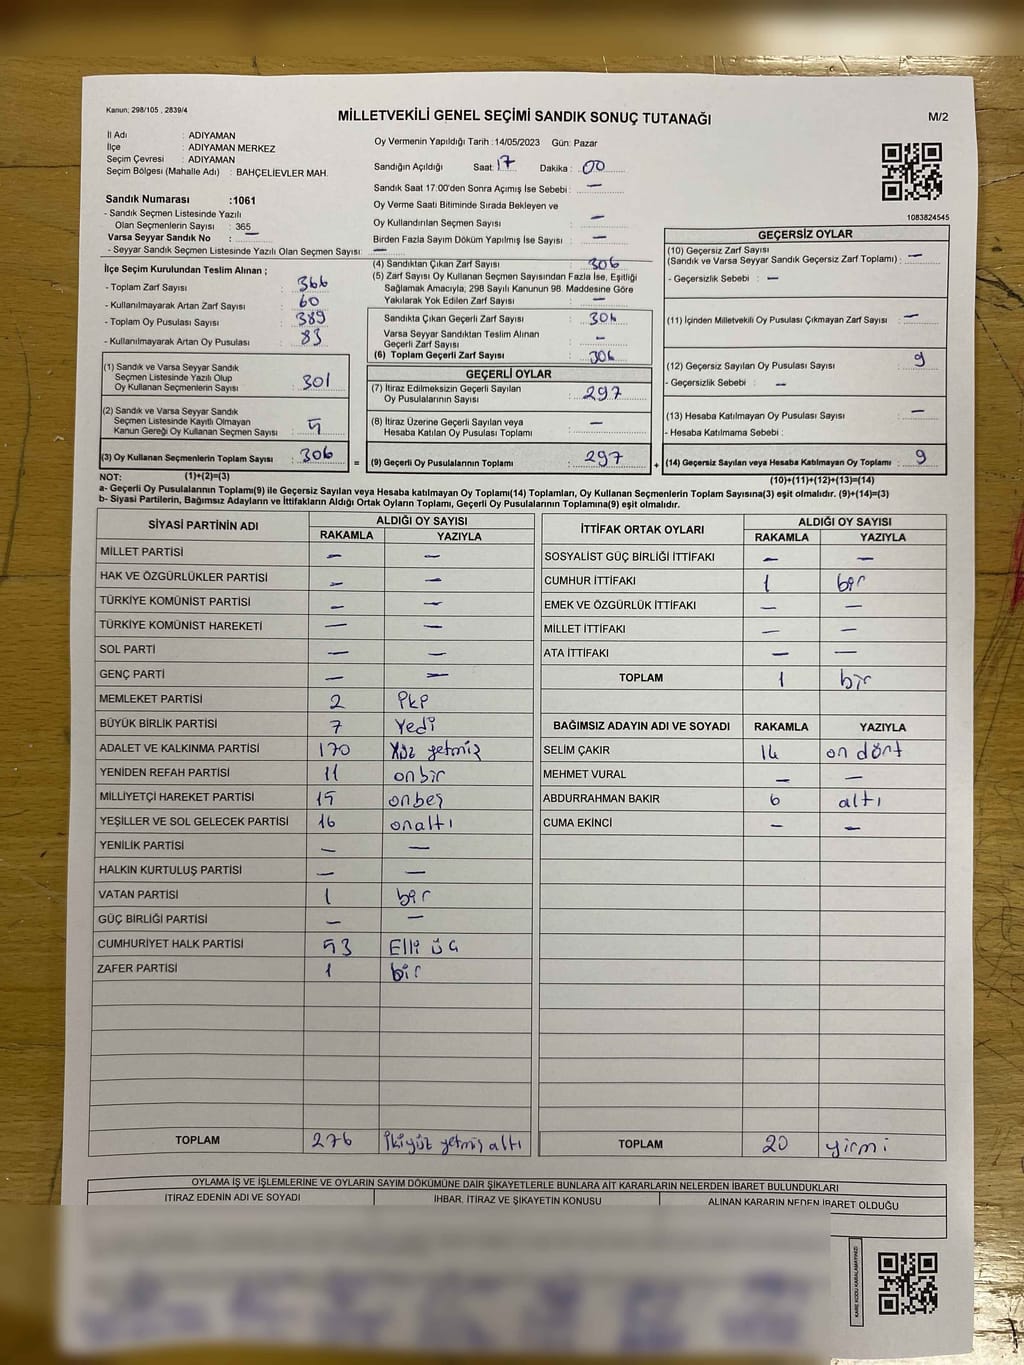 Kanun; 298/105 , 2839/4
MİLLETVEKİLİ GENEL SEÇİMİ SANDIK SONUÇ TUTANAĞI
M/2
İl Adı : ADIYAMAN
İlçe : ADIYAMAN MERKEZ
Seçim Çevresi : ADIYAMAN
Seçim Bölgesi (Mahalle Adı) : BAHÇELİEVLER MAH.
Oy Vermenin Yapıldığı Tarih : 14/05/2023 Gün: Pazar
Sandığın Açıldığı Saat: 17 Dakika : 00
Sandık Saat 17:00'den Sonra Açımış İse Sebebi : —
Oy Verme Saati Bitiminde Sırada Bekleyen ve
Oy Kullandırılan Seçmen Sayısı : —
Birden Fazla Sayım Döküm Yapılmış İse Sayısı : —
1083824545
Sandık Numarası :1061
- Sandık Seçmen Listesinde Yazılı
Olan Seçmenlerin Sayısı : 365
Varsa Seyyar Sandık No : —
- Seyyar Sandık Seçmen Listesinde Yazılı Olan Seçmen Sayısı: —
İlçe Seçim Kurulundan Teslim Alınan ;
- Toplam Zarf Sayısı : 366
- Kullanılmayarak Artan Zarf Sayısı : 60
- Toplam Oy Pusulası Sayısı : 389
- Kullanılmayarak Artan Oy Pusulası : 83
(1) Sandık ve Varsa Seyyar Sandık
Seçmen Listesinde Yazılı Olup
Oy Kullanan Seçmenlerin Sayısı : 301
(2) Sandık ve Varsa Seyyar Sandık
Seçmen Listesinde Kayıtlı Olmayan
Kanun Gereği Oy Kullanan Seçmen Sayısı : 5
(3) Oy Kullanan Seçmenlerin Toplam Sayısı : 306
(1)+(2)=(3)
(4) Sandıktan Çıkan Zarf Sayısı : 306
(5) Zarf Sayısı Oy Kullanan Seçmen Sayısından Fazla İse, Eşitliği
Sağlamak Amacıyla; 298 Sayılı Kanunun 98. Maddesine Göre
Yakılarak Yok Edilen Zarf Sayısı : —
Sandıkta Çıkan Geçerli Zarf Sayısı : 306
Varsa Seyyar Sandıktan Teslim Alınan
Geçerli Zarf Sayısı : —
(6) Toplam Geçerli Zarf Sayısı : 306
GEÇERLİ OYLAR
(7) İtiraz Edilmeksizin Geçerli Sayılan
Oy Pusulalarının Sayısı : 297
(8) İtiraz Üzerine Geçerli Sayılan veya
Hesaba Katılan Oy Pusulası Toplamı : —
= (9) Geçerli Oy Pusulalarının Toplamı : 297
GEÇERSİZ OYLAR
(10) Geçersiz Zarf Sayısı
(Sandık ve Varsa Seyyar Sandık Geçersiz Zarf Toplamı) : —
- Geçersizlik Sebebi : —
(11) İçinden Milletvekili Oy Pusulası Çıkmayan Zarf Sayısı : —
(12) Geçersiz Sayılan Oy Pusulası Sayısı : 9
- Geçersizlik Sebebi : —
(13) Hesaba Katılmayan Oy Pusulası Sayısı : —
- Hesaba Katılmama Sebebi :
+ (14) Geçersiz Sayılan veya Hesaba Katılmayan Oy Toplamı : 9
(10)+(11)+(12)+(13)=(14)
NOT:
a- Geçerli Oy Pusulalarının Toplamı(9) ile Geçersiz Sayılan veya Hesaba katılmayan Oy Toplamı(14) Toplamları, Oy Kullanan Seçmenlerin Toplam Sayısına(3) eşit olmalıdır. (9)+(14)=(3)
b- Siyasi Partilerin, Bağımsız Adayların ve İttifakların Aldığı Ortak Oyların Toplamı, Geçerli Oy Pusulalarının Toplamına(9) eşit olmalıdır.
SİYASİ PARTİNİN ADI ALDIĞI OY SAYISI
RAKAMLA YAZIYLA
MİLLET PARTİSİ — —
HAK VE ÖZGÜRLÜKLER PARTİSİ — —
TÜRKİYE KOMÜNİST PARTİSİ — —
TÜRKİYE KOMÜNİST HAREKETİ — —
SOL PARTİ — —
GENÇ PARTİ — —
MEMLEKET PARTİSİ 2
BÜYÜK BİRLİK PARTİSİ 7 Yedi
ADALET VE KALKINMA PARTİSİ 170 Yüz yetmiş
YENİDEN REFAH PARTİSİ 11 onbir
MİLLİYETÇİ HAREKET PARTİSİ 15 onbeş
YEŞİLLER VE SOL GELECEK PARTİSİ 16 onaltı
YENİLİK PARTİSİ — —
HALKIN KURTULUŞ PARTİSİ — —
VATAN PARTİSİ 1 bir
GÜÇ BİRLİĞİ PARTİSİ — —
CUMHURİYET HALK PARTİSİ 53 Elli üç
ZAFER PARTİSİ 1 bir
TOPLAM 276 İkiyüz yetmiş altı
İTTİFAK ORTAK OYLARI ALDIĞI OY SAYISI
RAKAMLA YAZIYLA
SOSYALİST GÜÇ BİRLİĞİ İTTİFAKI — —
CUMHUR İTTİFAKI 1 bir
EMEK VE ÖZGÜRLÜK İTTİFAKI — —
MİLLET İTTİFAKI — —
ATA İTTİFAKI — —
TOPLAM 1 bir
BAĞIMSIZ ADAYIN ADI VE SOYADI RAKAMLA YAZIYLA
SELİM ÇAKIR 14 on dört
MEHMET VURAL — —
ABDURRAHMAN BAKIR 6 altı
CUMA EKİNCİ — —
TOPLAM 20 yirmi
OYLAMA İŞ VE İŞLEMLERİNE VE OYLARIN SAYIM DÖKÜMÜNE DAİR ŞİKAYETLERLE BUNLARA AİT KARARLARIN NELERDEN İBARET BULUNDUKLARI
İTİRAZ EDENİN ADI VE SOYADI İHBAR, İTİRAZ VE ŞİKAYETİN KONUSU ALINAN KARARIN NEDEN İBARET OLDUĞU
KARE KODU KARALAMAYINIZ!